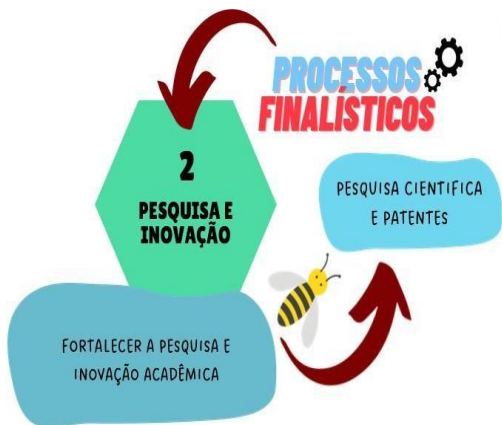 PROCESSOS
FINALÍSTICOS
2
PESQUISA E
INOVAÇÃO
PESQUISA CIENTIFICA
E PATENTES
FORTALECER A PESQUISA E
INOVAÇÃO ACADÊMICA